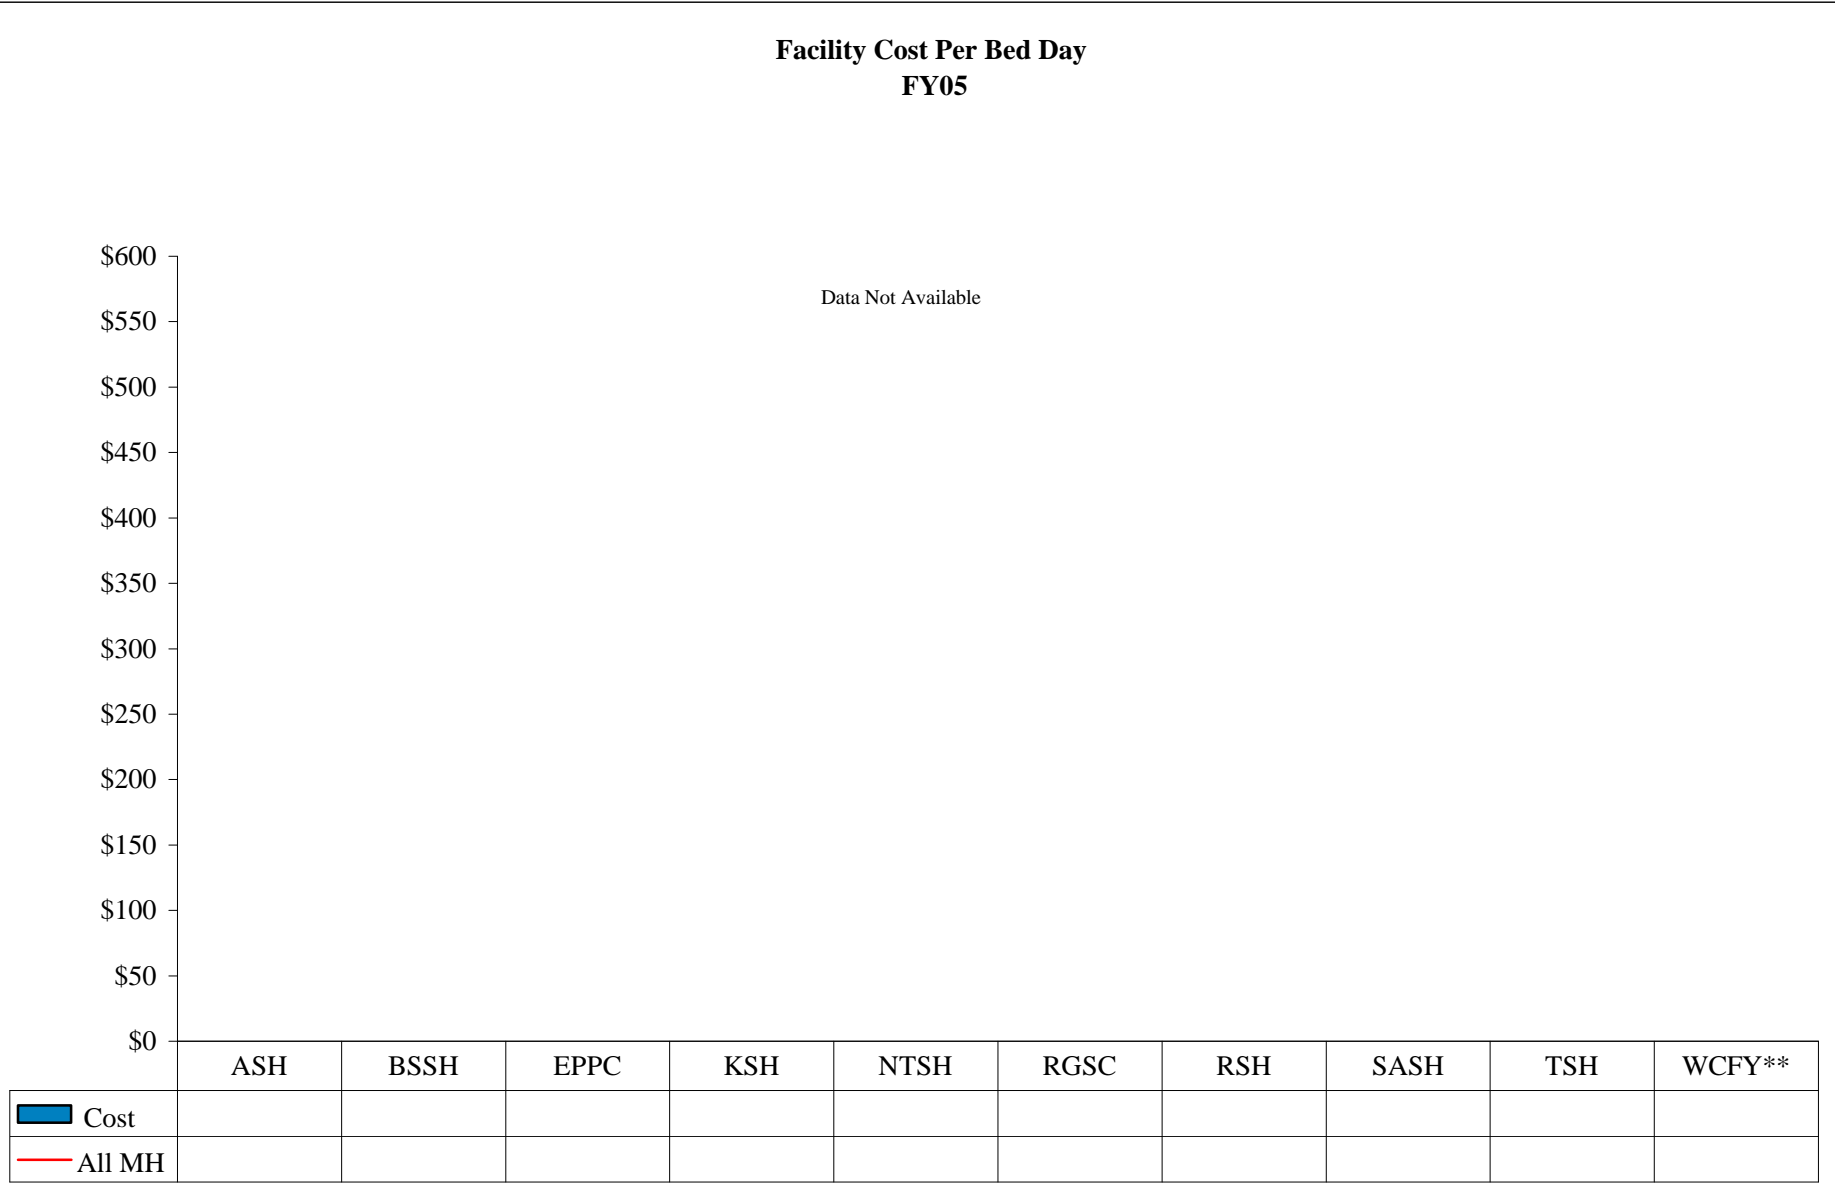 Facility Cost Per Bed Day
FY05
$600
Data Not Available
$550
$500
$450
$400
$350
$300
$250
$200
$150
$100
$50
$0
ASH BSSH EPPC KSH NTSH RGSC RSH SASH TSH WCFY**
Cost
All MH